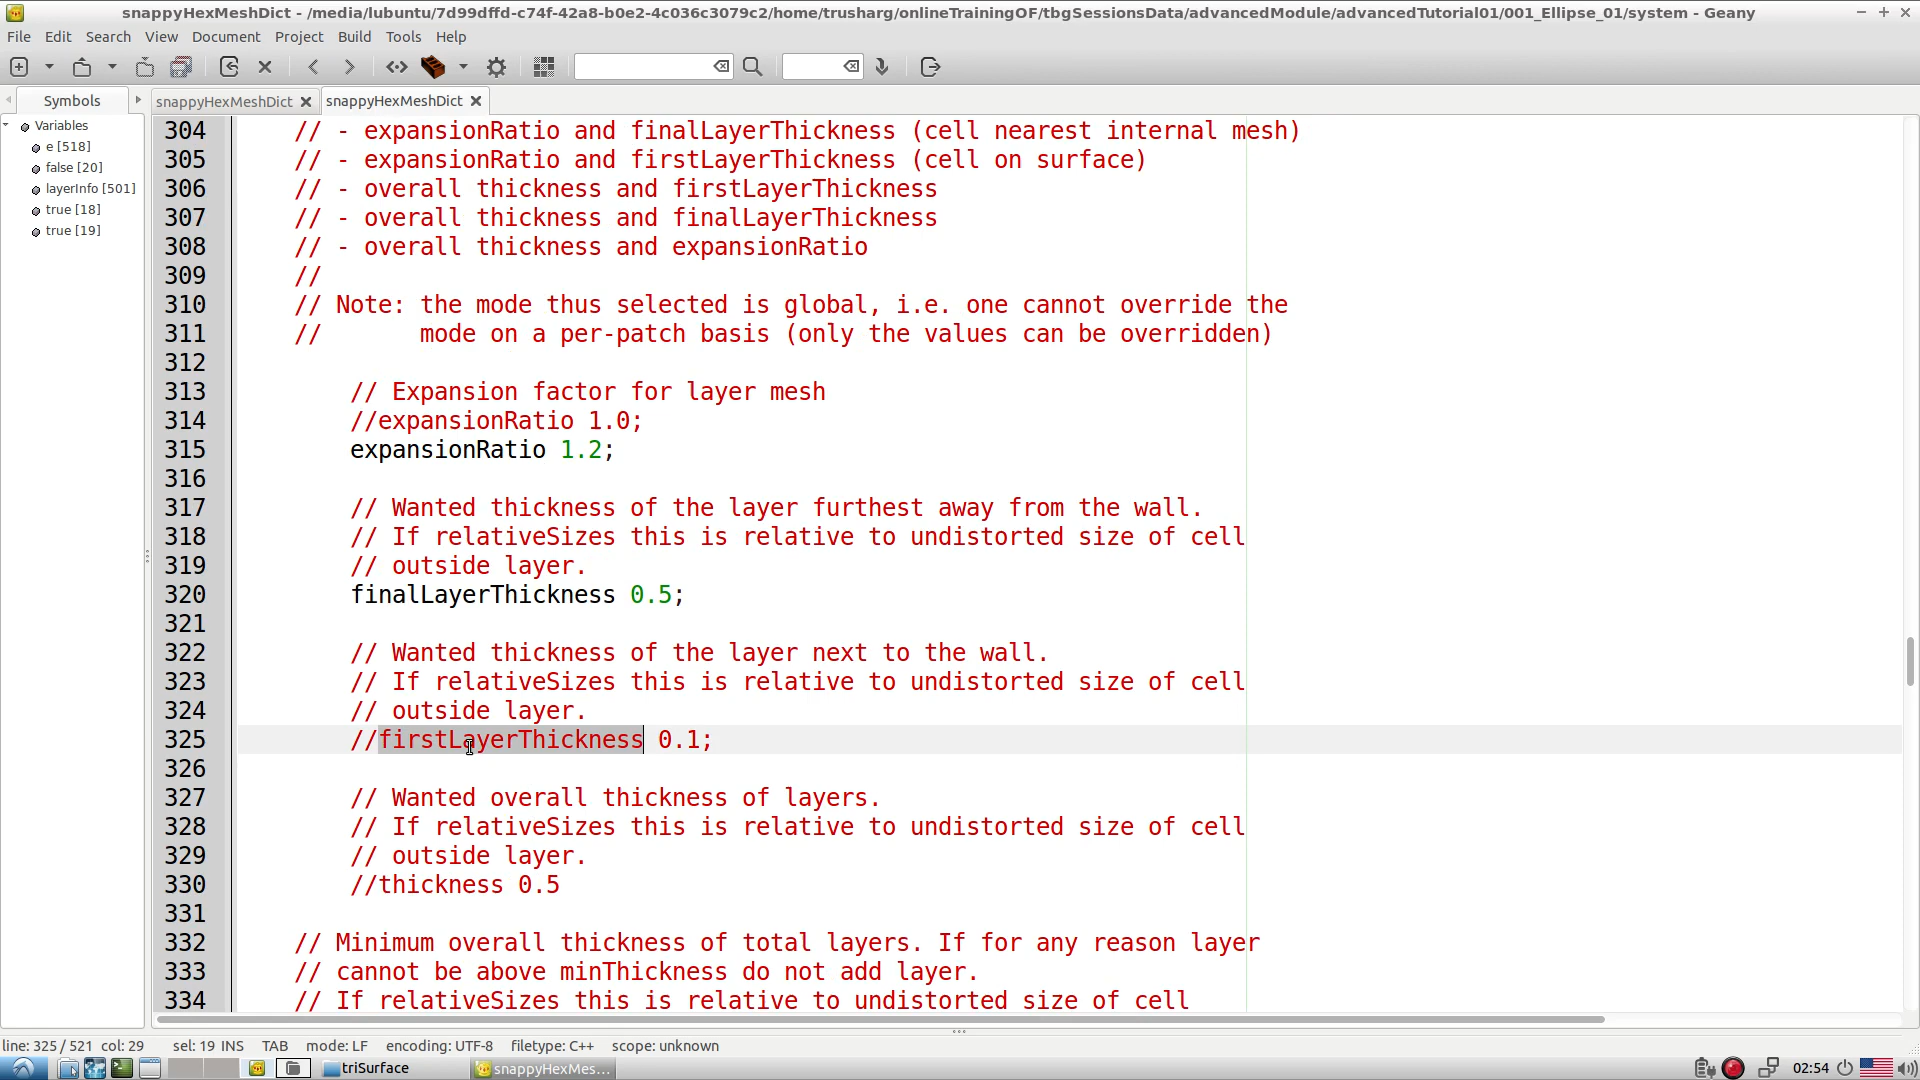 snappyHexMeshDict - /media/lubuntu/7d99dffd-c74f-42a8-b0e2-4c036c3079c2/home/trusharg/onlineTrainingOF/tbgSessionsData/advancedModule/advancedTutorial01/001_Ellipse_01/system - Geany
File Edit Search View Document Project Build Tools Help
Symbols snappyHexMeshDict snappyHexMeshDict
Variables
e [518]
false [20]
layerInfo [501]
true [18]
true [19]
304 // - expansionRatio and finalLayerThickness (cell nearest internal mesh)
305 // - expansionRatio and firstLayerThickness (cell on surface)
306 // - overall thickness and firstLayerThickness
307 // - overall thickness and finalLayerThickness
308 // - overall thickness and expansionRatio
309 //
310 // Note: the mode thus selected is global, i.e. one cannot override the
311 // mode on a per-patch basis (only the values can be overridden)
312
313 // Expansion factor for layer mesh
314 //expansionRatio 1.0;
315 expansionRatio 1.2;
316
317 // Wanted thickness of the layer furthest away from the wall.
318 // If relativeSizes this is relative to undistorted size of cell
319 // outside layer.
320 finalLayerThickness 0.5;
321
322 // Wanted thickness of the layer next to the wall.
323 // If relativeSizes this is relative to undistorted size of cell
324 // outside layer.
325 //firstLayerThickness 0.1;
326
327 // Wanted overall thickness of layers.
328 // If relativeSizes this is relative to undistorted size of cell
329 // outside layer.
330 //thickness 0.5
331
332 // Minimum overall thickness of total layers. If for any reason layer
333 // cannot be above minThickness do not add layer.
334 // If relativeSizes this is relative to undistorted size of cell
line: 325 / 521 col: 29 sel: 19 INS TAB mode: LF encoding: UTF-8 filetype: C++ scope: unknown
triSurface snappyHexMes... 02:54